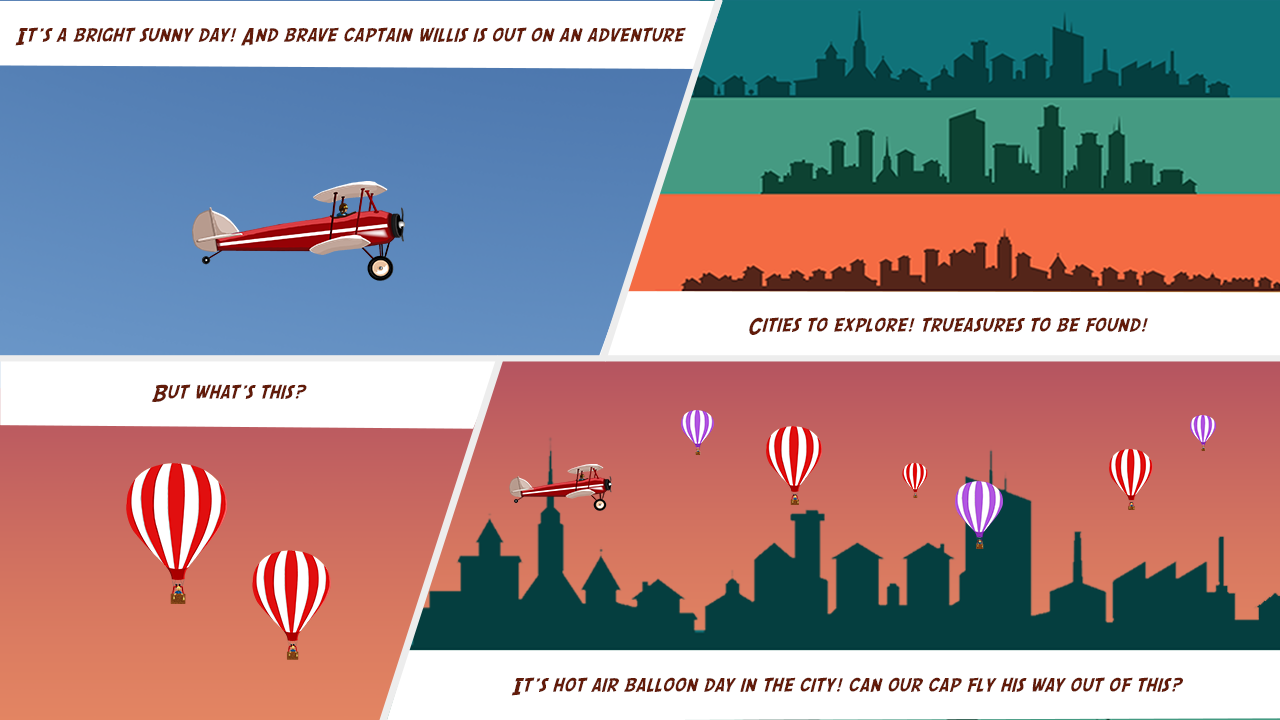 It's a bright sunny day! And brave captain willis is out on an adventure
Cities to explore! trueasures to be found!
But what's this?
It's hot air balloon day in the city! can our cap fly his way out of this?